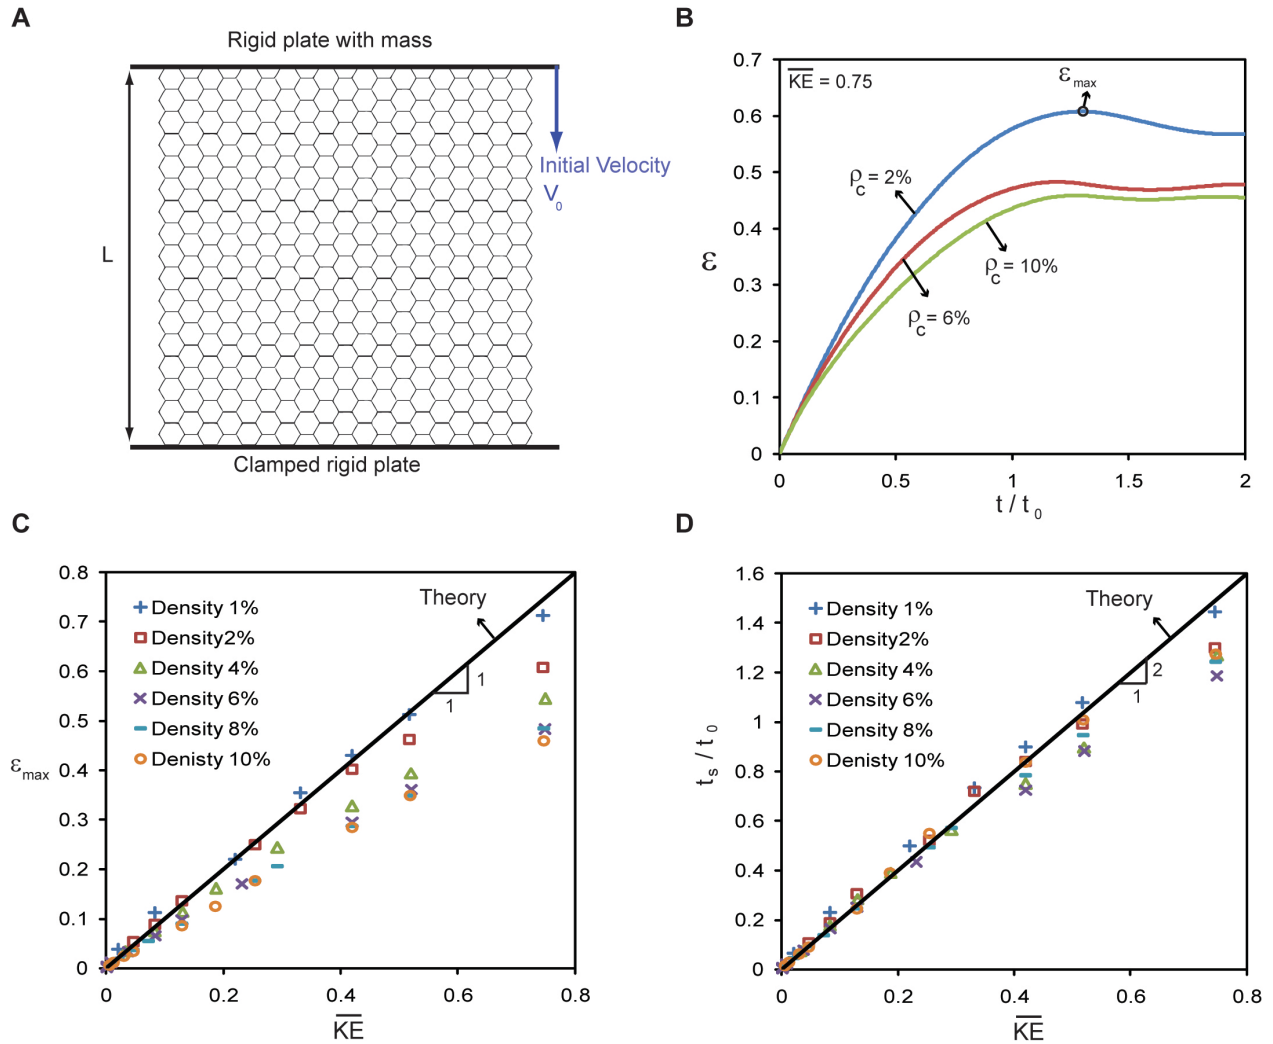 A
Rigid plate with mass
L
Initial Velocity
V0
Clamped rigid plate
B
0.7
0.6
0.5
0.4
0.3
0.2
0.1
0
ε
K̅E̅ = 0.75
εmax
ρc = 2%
ρc = 10%
ρc = 6%
0 0.5 1 1.5 2
t / t0
C
0.8
0.7
0.6
0.5
0.4
0.3
0.2
0.1
0
εmax
Density 1%
Density2%
Density 4%
Density 6%
Density 8%
Denisty 10%
Theory
1
1
0 0.2 0.4 0.6 0.8
K̅E̅
D
1.6
1.4
1.2
1
0.8
0.6
0.4
0.2
0
ts / t0
Density 1%
Density2%
Density 4%
Density 6%
Density 8%
Denisty 10%
Theory
2
1
0 0.2 0.4 0.6 0.8
K̅E̅